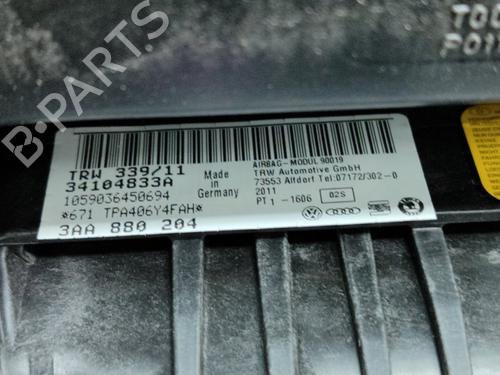 B-PARTS
TRW 339/11
34104833A
1059036450694
*671 TPA406Y4FAH*
3AA 880 204
Made in
Germany
AIRBAG-MODUL 90019
TRW Automotive GmbH
73553 Alfdorf Tel:07172/302-0
2011
PT1 -1606 02S